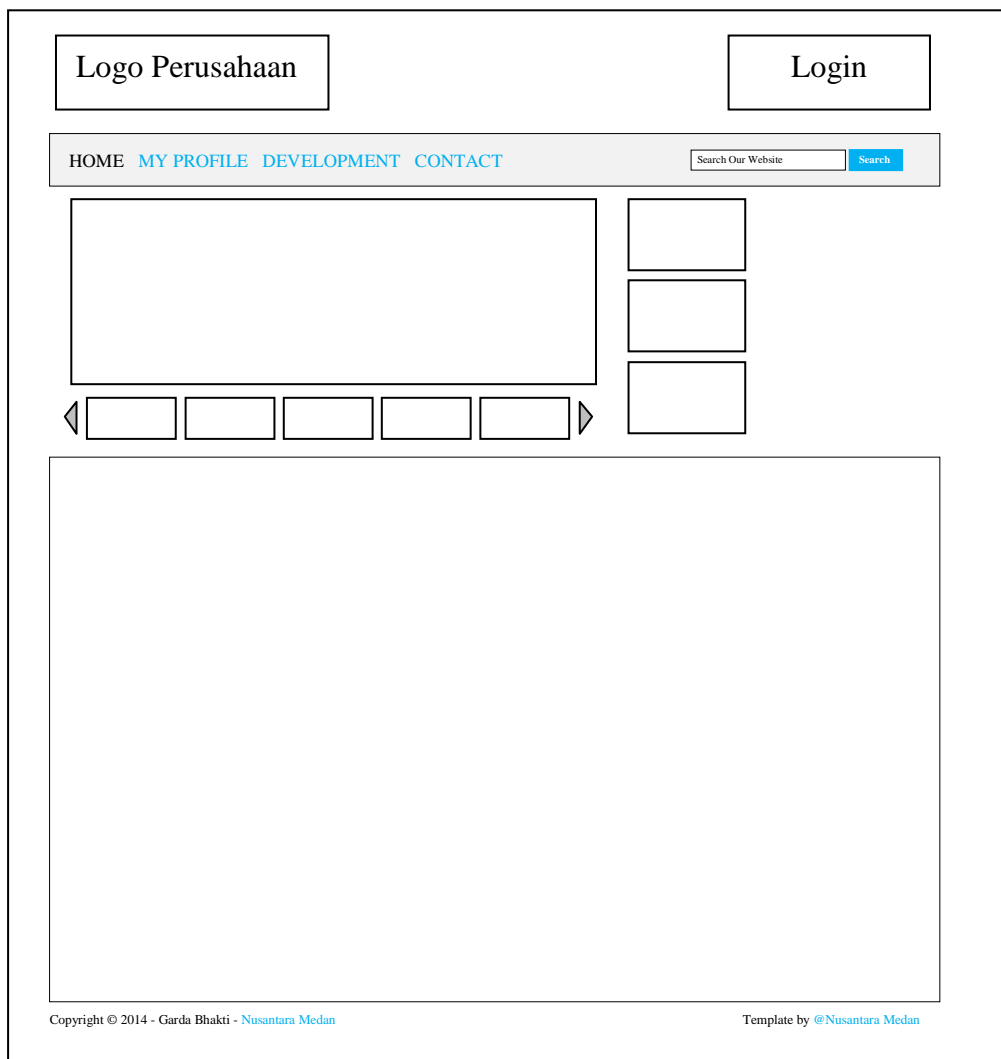 Logo Perusahaan
Login
HOME MY PROFILE DEVELOPMENT CONTACT
Search Our Website
Search
Copyright © 2014 - Garda Bhakti - Nusantara Medan
Template by @Nusantara Medan